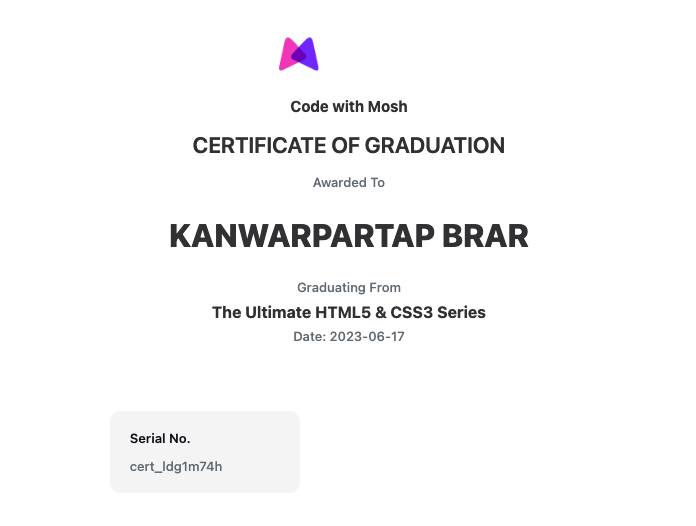 Code with Mosh
CERTIFICATE OF GRADUATION
Awarded To
KANWARPARTAP BRAR
Graduating From
The Ultimate HTML5 & CSS3 Series
Date: 2023-06-17
Serial No.
cert_ldg1m74h